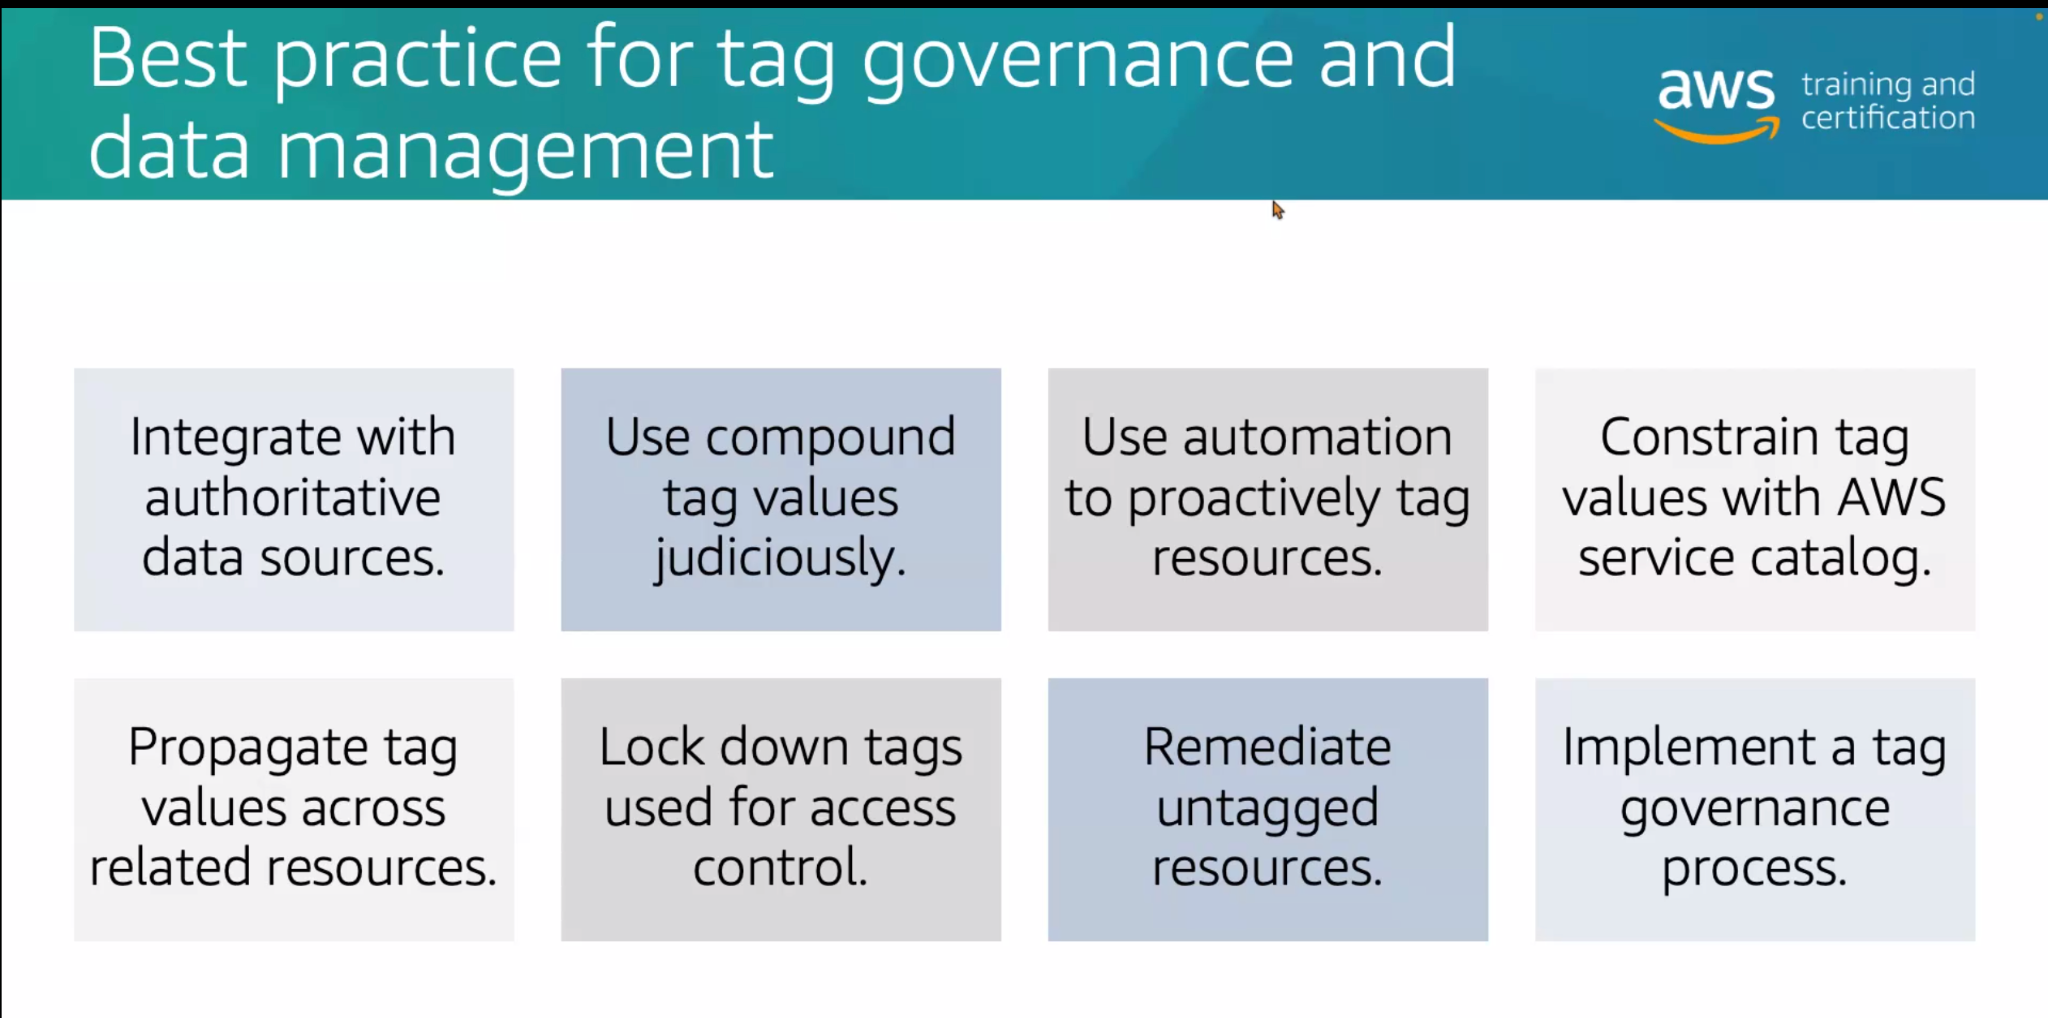 Best practice for tag governance and
data management
aws training and
certification
Integrate with
authoritative
data sources.
Use compound
tag values
judiciously.
Use automation
to proactively tag
resources.
Constrain tag
values with AWS
service catalog.
Propagate tag
values across
related resources.
Lock down tags
used for access
control.
Remediate
untagged
resources.
Implement a tag
governance
process.